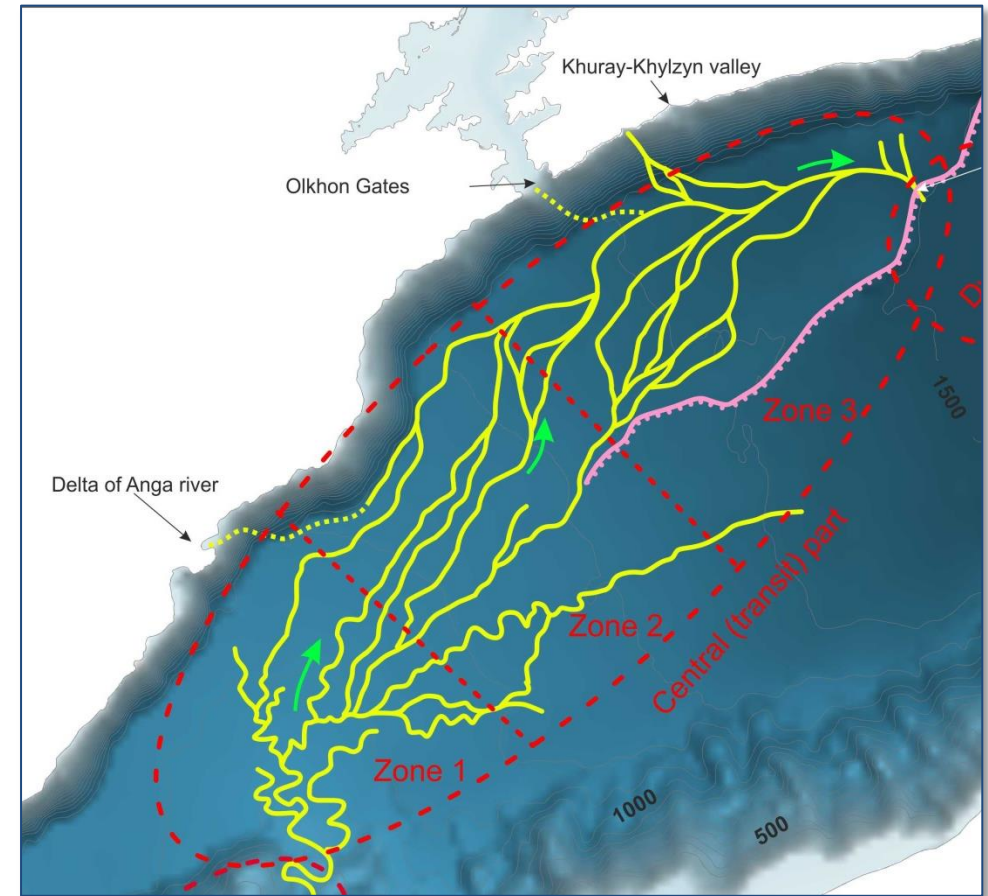 Khuray-Khylzyn valley
Olkhon Gates
D
Zone 3
1500
Delta of Anga river
Zone 2
Central (transit) part
Zone 1
1000
500